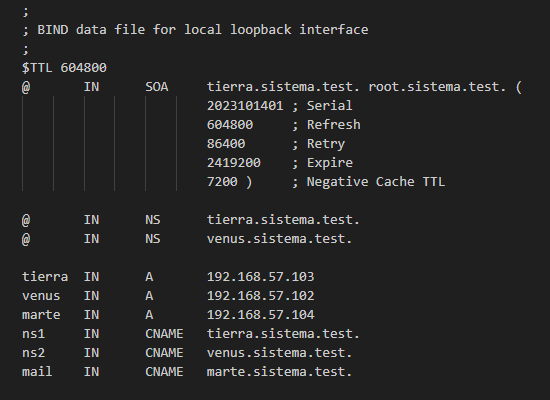 ;
; BIND data file for local loopback interface
;
$TTL 604800
@ IN SOA tierra.sistema.test. root.sistema.test. (
2023101401 ; Serial
604800 ; Refresh
86400 ; Retry
2419200 ; Expire
7200 ) ; Negative Cache TTL
@ IN NS tierra.sistema.test.
@ IN NS venus.sistema.test.
tierra IN A 192.168.57.103
venus IN A 192.168.57.102
marte IN A 192.168.57.104
ns1 IN CNAME tierra.sistema.test.
ns2 IN CNAME venus.sistema.test.
mail IN CNAME marte.sistema.test.